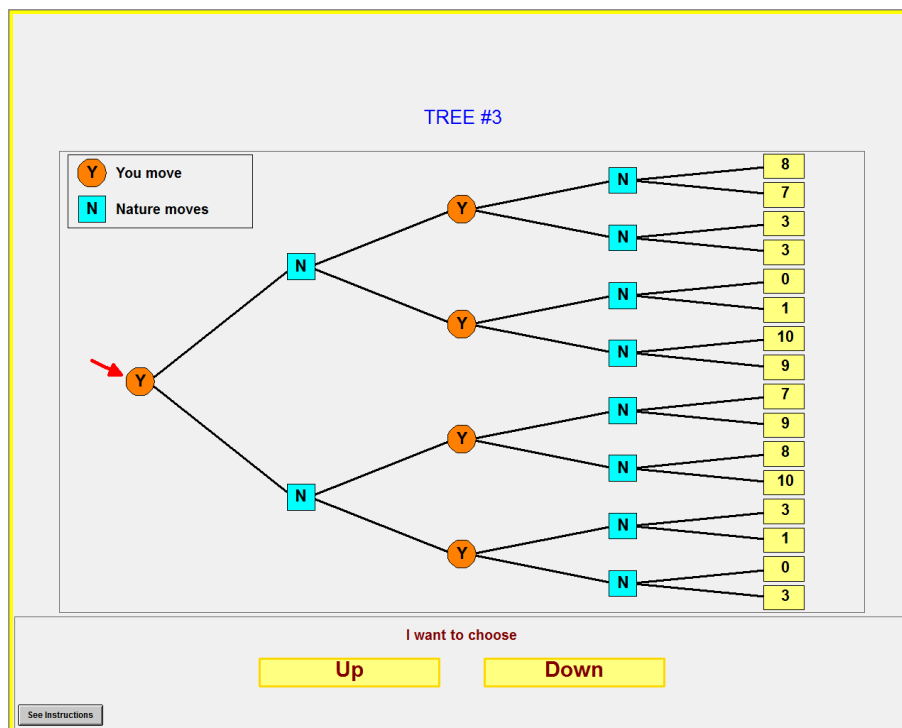 TREE #3
Y You move
N Nature moves
Y
N
N
Y
Y
Y
Y
N
N
N
N
N
N
N
N
8
7
3
3
0
1
10
9
7
9
8
10
3
1
0
3
I want to choose
Up Down
See Instructions